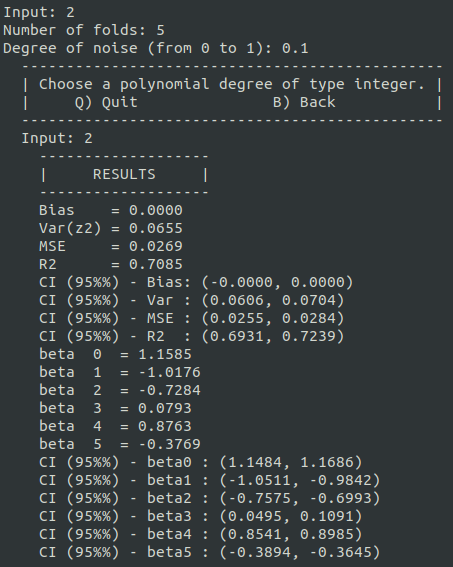 Input: 2
Number of folds: 5
Degree of noise (from 0 to 1): 0.1
-----------------------------------------------
| Choose a polynomial degree of type integer. |
|     Q) Quit               B) Back           |
-----------------------------------------------
Input: 2
-------------------
|     RESULTS     |
-------------------
Bias    = 0.0000
Var(z2) = 0.0655
MSE     = 0.0269
R2      = 0.7085
CI (95%%) - Bias: (-0.0000, 0.0000)
CI (95%%) - Var : (0.0606, 0.0704)
CI (95%%) - MSE : (0.0255, 0.0284)
CI (95%%) - R2  : (0.6931, 0.7239)
beta  0  = 1.1585
beta  1  = -1.0176
beta  2  = -0.7284
beta  3  = 0.0793
beta  4  = 0.8763
beta  5  = -0.3769
CI (95%%) - beta0 : (1.1484, 1.1686)
CI (95%%) - beta1 : (-1.0511, -0.9842)
CI (95%%) - beta2 : (-0.7575, -0.6993)
CI (95%%) - beta3 : (0.0495, 0.1091)
CI (95%%) - beta4 : (0.8541, 0.8985)
CI (95%%) - beta5 : (-0.3894, -0.3645)